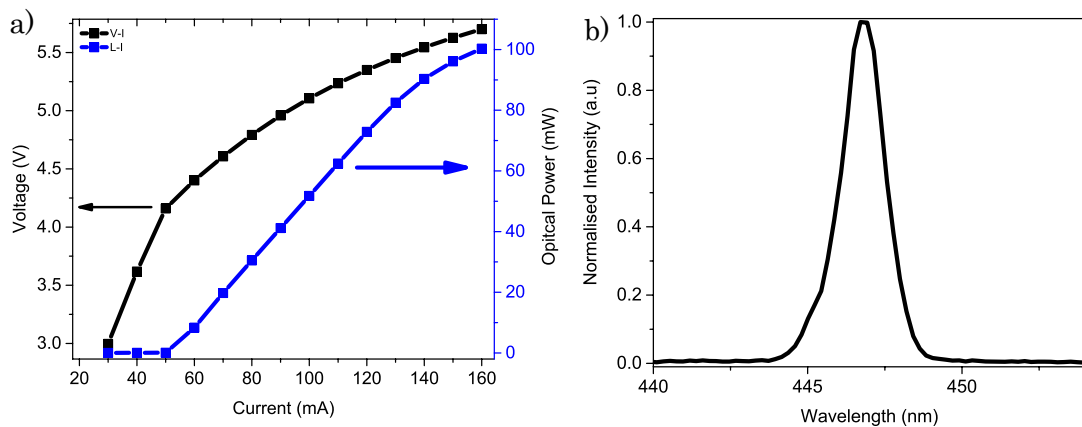 a)
V-I
L-I
Voltage (V)
5.5
5.0
4.5
4.0
3.5
3.0
20 40 60 80 100 120 140 160
Current (mA)
100
80
60
40
20
0
Opitcal Power (mW)
b)
Normalised Intensity (a.u)
1.0
0.8
0.6
0.4
0.2
0.0
440 445 450
Wavelength (nm)